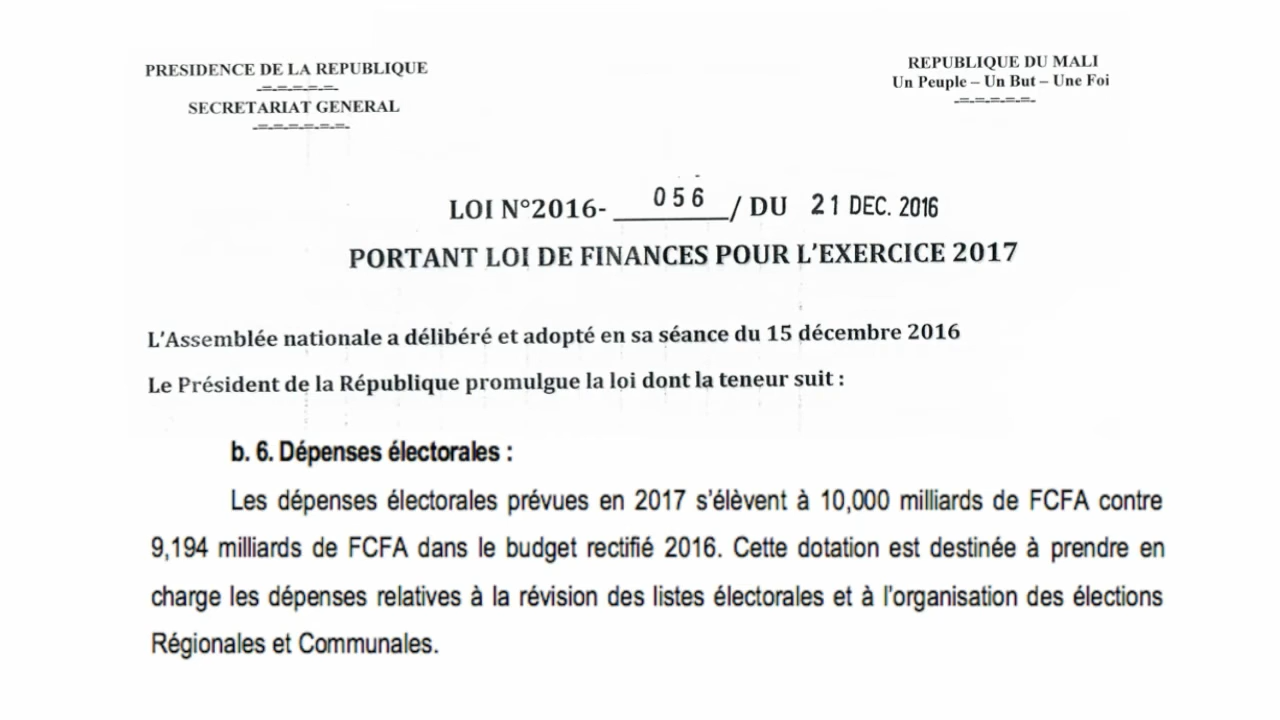 PRESIDENCE DE LA REPUBLIQUE
-=-=-=-=-=-
SECRETARIAT GENERAL
-=-=-=-=-=-=-
REPUBLIQUE DU MALI
Un Peuple – Un But – Une Foi
-=-=-=-=-=-
LOI N°2016- 056 / DU 21 DEC. 2016
PORTANT LOI DE FINANCES POUR L'EXERCICE 2017
L'Assemblée nationale a délibéré et adopté en sa séance du 15 décembre 2016
Le Président de la République promulgue la loi dont la teneur suit :
b. 6. Dépenses électorales :
Les dépenses électorales prévues en 2017 s'élèvent à 10,000 milliards de FCFA contre
9,194 milliards de FCFA dans le budget rectifié 2016. Cette dotation est destinée à prendre en
charge les dépenses relatives à la révision des listes électorales et à l'organisation des élections
Régionales et Communales.